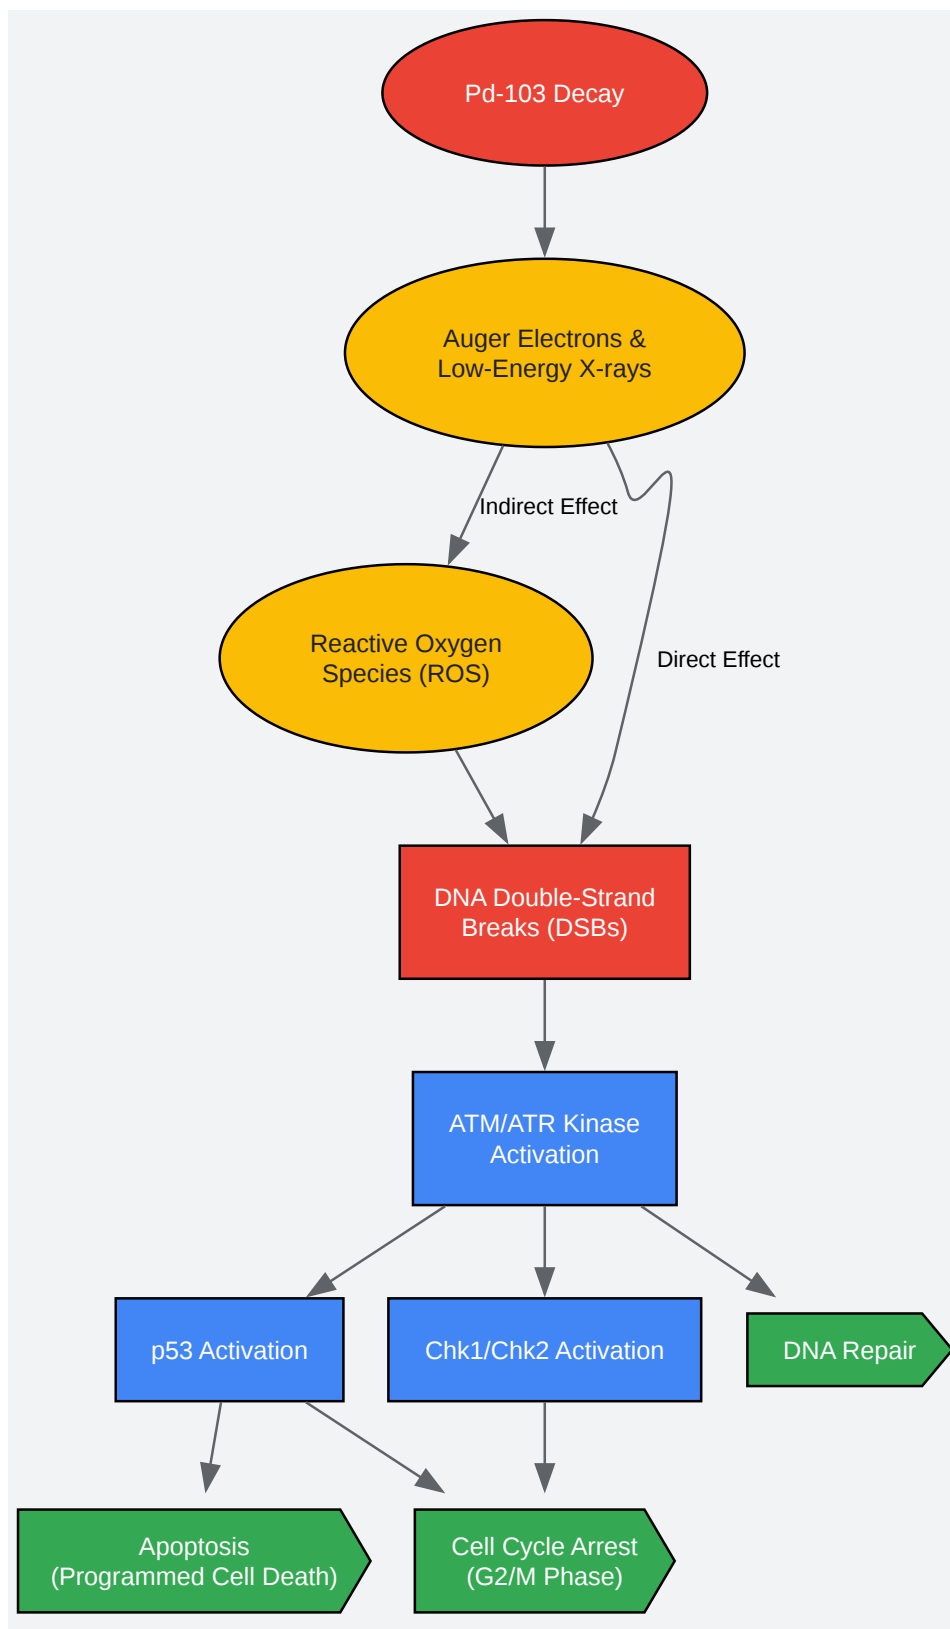 Pd-103 Decay
Auger Electrons &
Low-Energy X-rays
Indirect Effect
Reactive Oxygen
Species (ROS)
Direct Effect
DNA Double-Strand
Breaks (DSBs)
ATM/ATR Kinase
Activation
p53 Activation
Chk1/Chk2 Activation
DNA Repair
Apoptosis
(Programmed Cell Death)
Cell Cycle Arrest
(G2/M Phase)